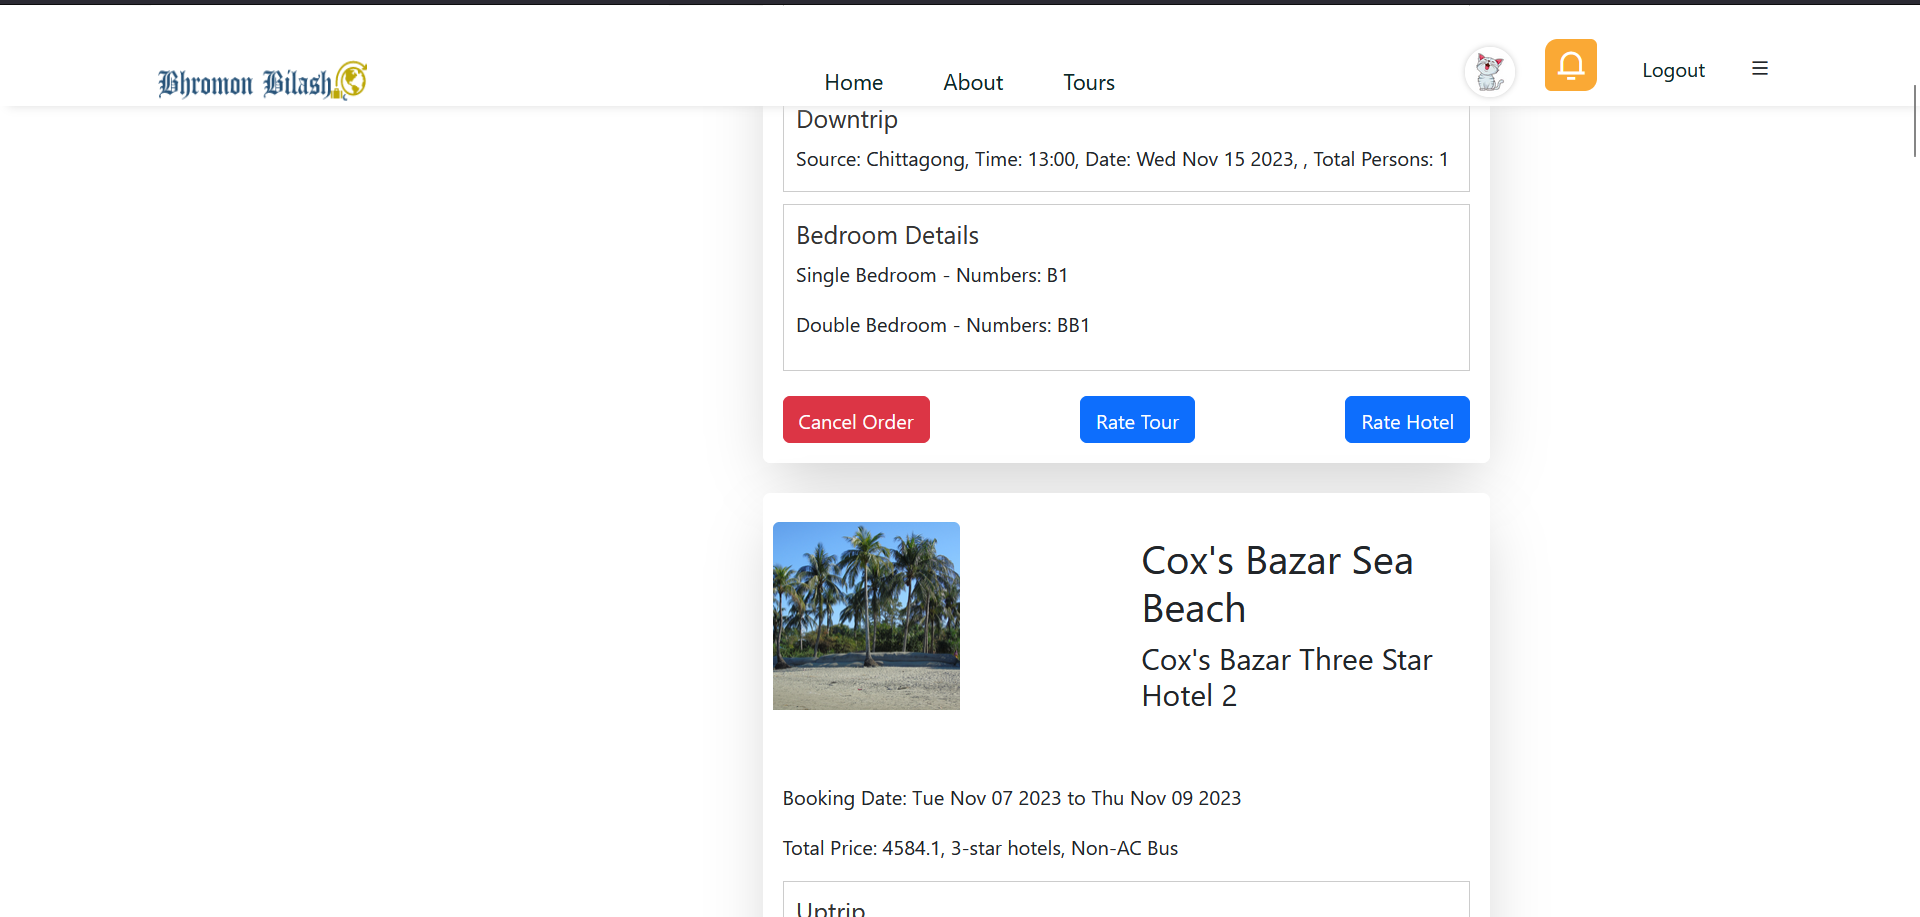 Bhromon Bilash
Home
About
Tours
Logout
Downtrip
Source: Chittagong, Time: 13:00, Date: Wed Nov 15 2023, , Total Persons: 1
Bedroom Details
Single Bedroom - Numbers: B1
Double Bedroom - Numbers: BB1
Cancel Order
Rate Tour
Rate Hotel
Cox's Bazar Sea
Beach
Cox's Bazar Three Star
Hotel 2
Booking Date: Tue Nov 07 2023 to Thu Nov 09 2023
Total Price: 4584.1, 3-star hotels, Non-AC Bus
Uptrip